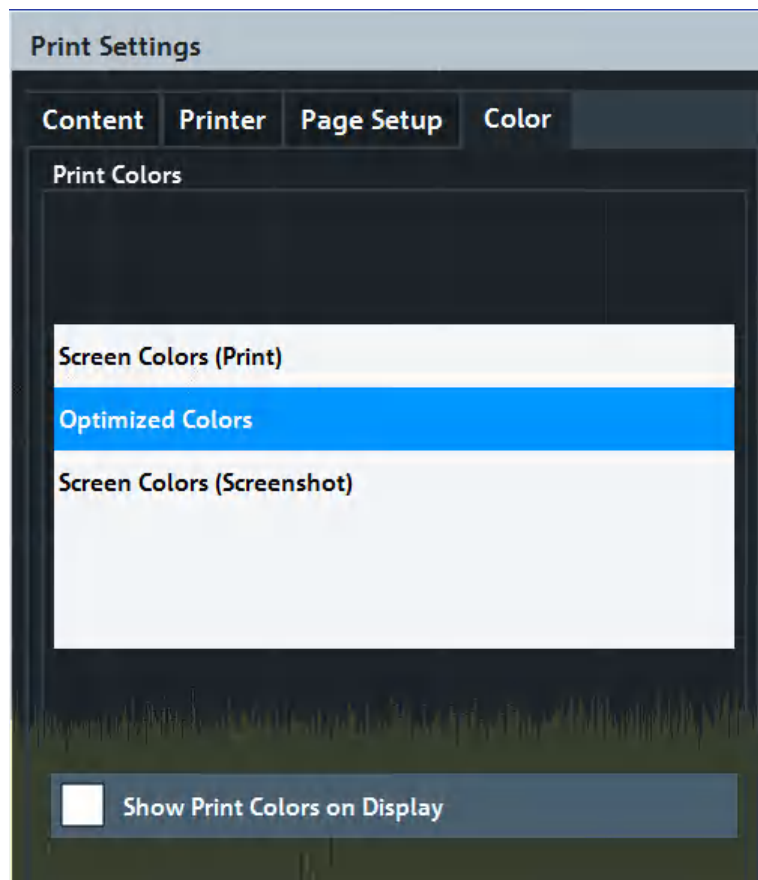 Print Settings
Content Printer Page Setup Color
Print Colors
Screen Colors (Print)
Optimized Colors
Screen Colors (Screenshot)
Show Print Colors on Display